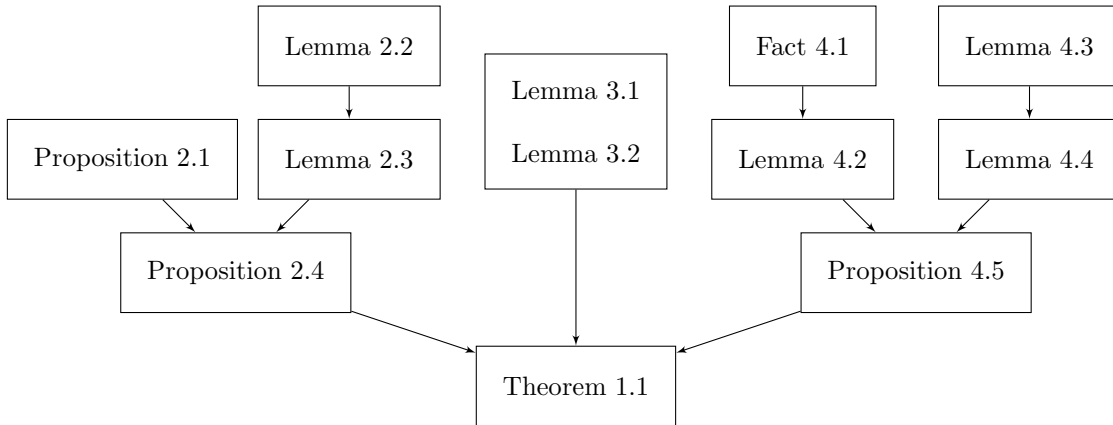 Lemma 2.2
Fact 4.1
Lemma 4.3
Lemma 3.1
Lemma 3.2
Proposition 2.1
Lemma 2.3
Lemma 4.2
Lemma 4.4
Proposition 2.4
Proposition 4.5
Theorem 1.1